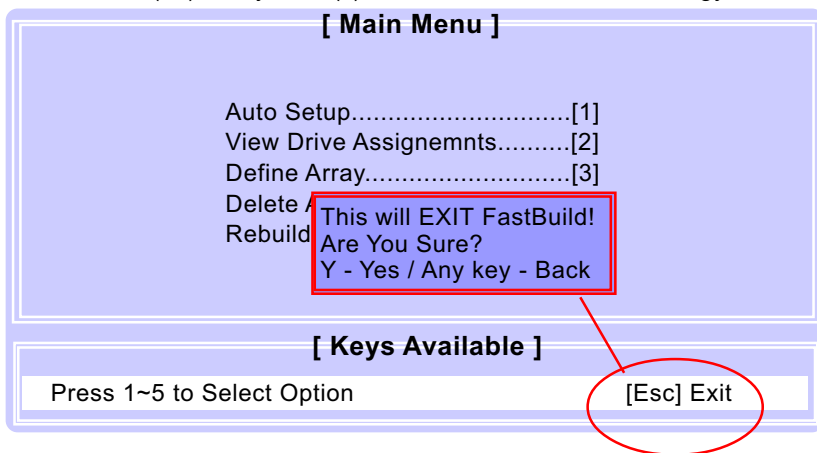 [ Main Menu ]
Auto Setup.............................[1]
View Drive Assignemnts..........[2]
Define Array...........................[3]
Delete
Rebuild
This will EXIT FastBuild!
Are You Sure?
Y - Yes / Any key - Back
[ Keys Available ]
Press 1~5 to Select Option [Esc] Exit